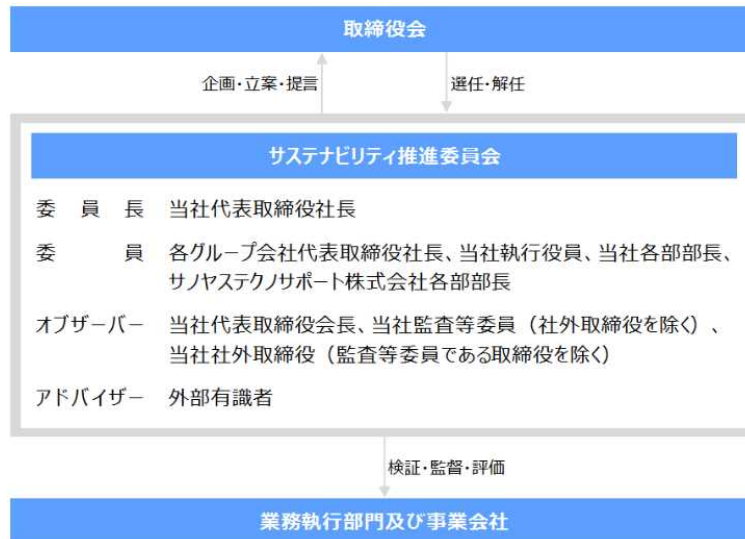 取締役会
企画・立案・提言
選任・解任
サステナビリティ推進委員会
委員長 当社代表取締役社長
委員 各グループ会社代表取締役社長、当社執行役員、当社各部部長、
サノヤステクノサポート株式会社各部部長
オブザーバー 当社代表取締役会長、当社監査等委員（社外取締役を除く）、
当社社外取締役（監査等委員である取締役を除く）
アドバイザー 外部有識者
検証・監督・評価
業務執行部門及び事業会社